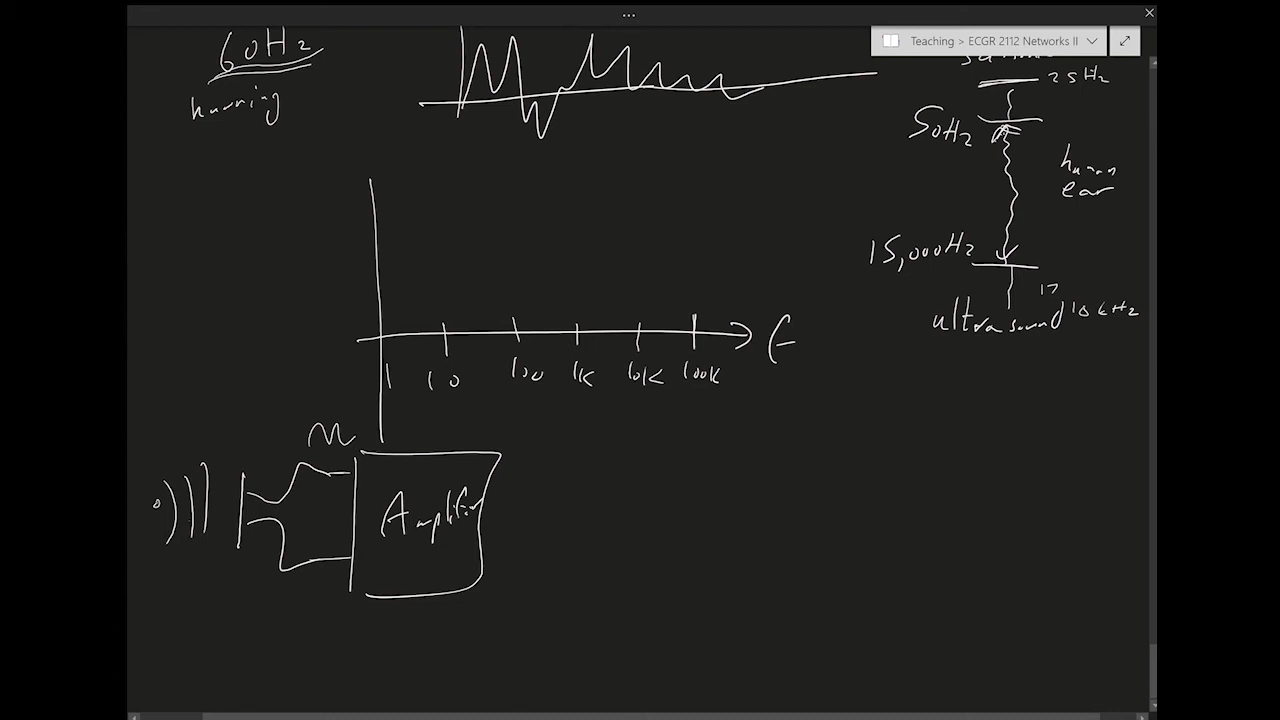 Teaching > ECGR 2112 Networks II
60Hz
humming
25Hz
50Hz
human
ear
15,000Hz
17
18kHz
ultrasound
f
1 10 100 1K 10K 100K
Amplifier